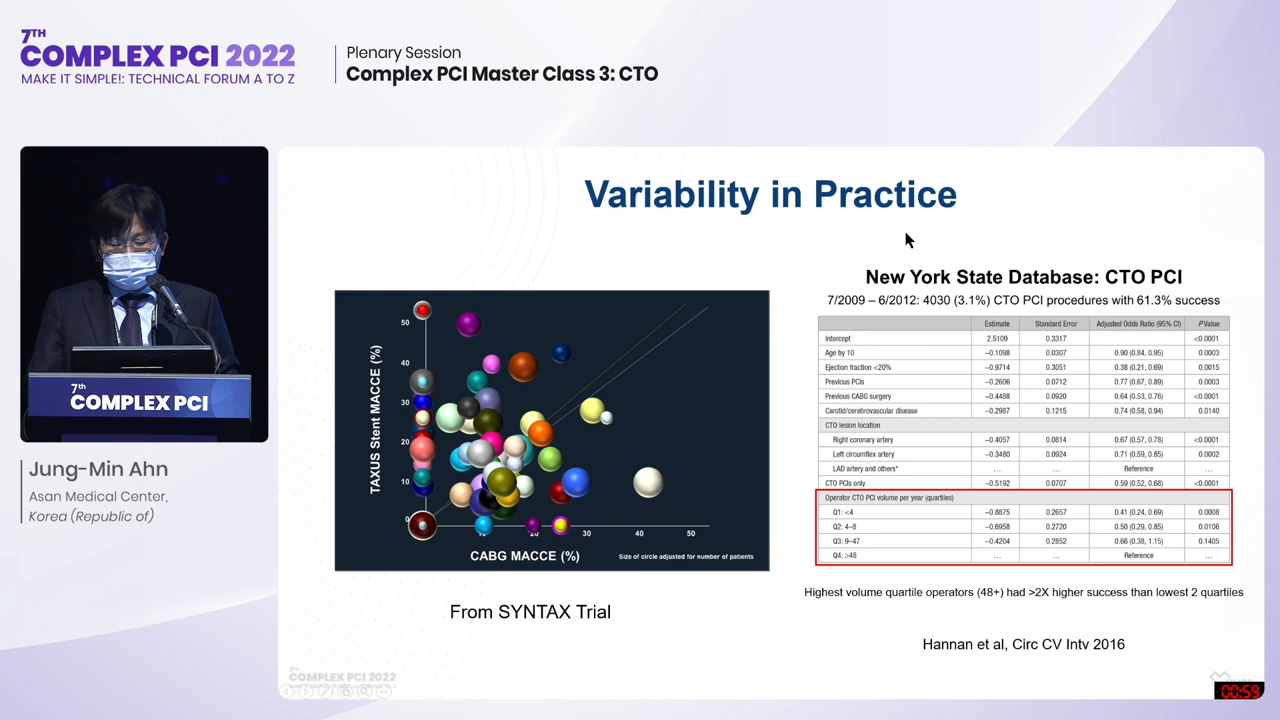 7TH
COMPLEX PCI 2022
MAKE IT SIMPLE!: TECHNICAL FORUM A TO Z
Plenary Session
Complex PCI Master Class 3: CTO
7th
COMPLEX PCI
Jung-Min Ahn
Asan Medical Center,
Korea (Republic of)
Variability in Practice
TAXUS Stent MACCE (%)
50
40
30
20
10
0
10
20
30
40
50
CABG MACCE (%)
Size of circle adjusted for number of patients
From SYNTAX Trial
New York State Database: CTO PCI
7/2009 – 6/2012: 4030 (3.1%) CTO PCI procedures with 61.3% success
Estimate Standard Error Adjusted Odds Ratio (95% CI) P Value
Intercept 2.5109 0.3317 <0.0001
Age by 10 −0.1098 0.0307 0.90 (0.84, 0.95) 0.0003
Ejection fraction <20% −0.9714 0.3051 0.38 (0.21, 0.69) 0.0015
Previous PCIs −0.2606 0.0712 0.77 (0.67, 0.89) 0.0003
Previous CABG surgery −0.4488 0.0920 0.64 (0.53, 0.76) <0.0001
Carotid/cerebrovascular disease −0.2987 0.1215 0.74 (0.58, 0.94) 0.0140
CTO lesion location
Right coronary artery −0.4057 0.0814 0.67 (0.57, 0.78) <0.0001
Left circumflex artery −0.3480 0.0924 0.71 (0.59, 0.85) 0.0002
LAD artery and others* … … Reference …
CTO PCIs only −0.5192 0.0707 0.59 (0.52, 0.68) <0.0001
Operator CTO PCI volume per year (quartiles)
Q1: <4 −0.8875 0.2657 0.41 (0.24, 0.69) 0.0008
Q2: 4–8 −0.6958 0.2720 0.50 (0.29, 0.85) 0.0106
Q3: 9–47 −0.4204 0.2852 0.66 (0.38, 1.15) 0.1405
Q4: ≥48 … … Reference …
Highest volume quartile operators (48+) had >2X higher success than lowest 2 quartiles
Hannan et al, Circ CV Intv 2016
7TH
COMPLEX PCI 2022
00:59